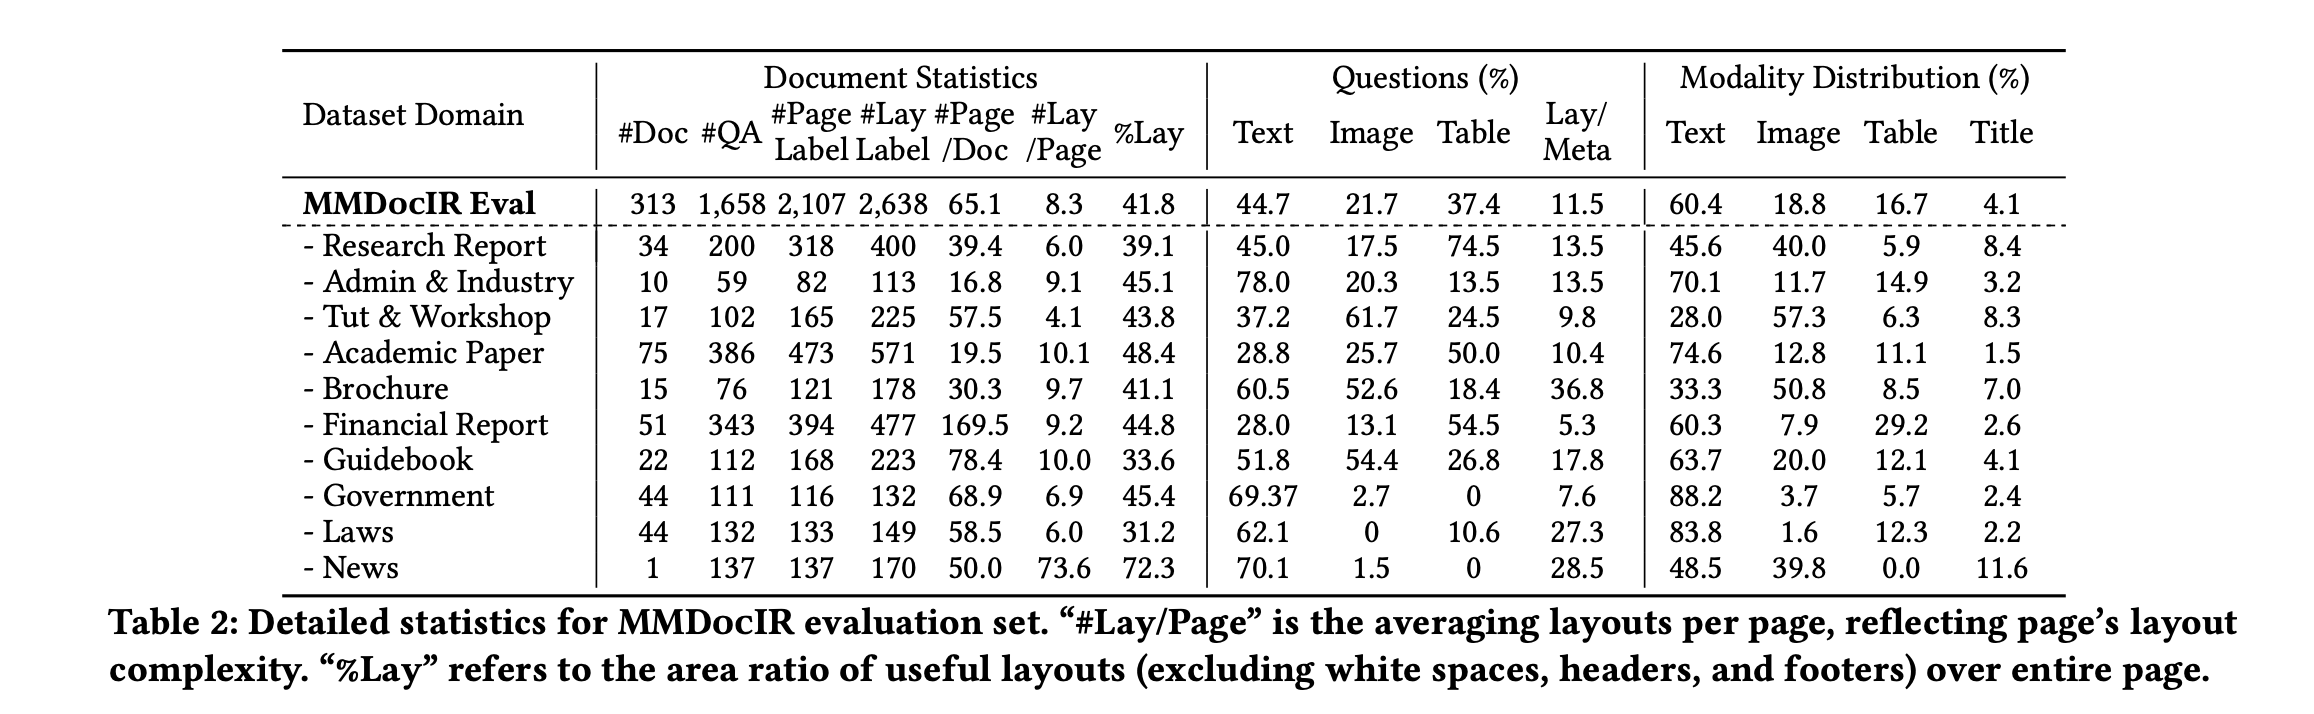 Dataset Domain Document Statistics Questions (%) Modality Distribution (%)
#Doc #QA #Page Label #Lay Label #Page /Doc #Lay /Page %Lay Text Image Table Lay/ Meta Text Image Table Title
MMDocIR Eval 313 1,658 2,107 2,638 65.1 8.3 41.8 44.7 21.7 37.4 11.5 60.4 18.8 16.7 4.1
- Research Report 34 200 318 400 39.4 6.0 39.1 45.0 17.5 74.5 13.5 45.6 40.0 5.9 8.4
- Admin & Industry 10 59 82 113 16.8 9.1 45.1 78.0 20.3 13.5 13.5 70.1 11.7 14.9 3.2
- Tut & Workshop 17 102 165 225 57.5 4.1 43.8 37.2 61.7 24.5 9.8 28.0 57.3 6.3 8.3
- Academic Paper 75 386 473 571 19.5 10.1 48.4 28.8 25.7 50.0 10.4 74.6 12.8 11.1 1.5
- Brochure 15 76 121 178 30.3 9.7 41.1 60.5 52.6 18.4 36.8 33.3 50.8 8.5 7.0
- Financial Report 51 343 394 477 169.5 9.2 44.8 28.0 13.1 54.5 5.3 60.3 7.9 29.2 2.6
- Guidebook 22 112 168 223 78.4 10.0 33.6 51.8 54.4 26.8 17.8 63.7 20.0 12.1 4.1
- Government 44 111 116 132 68.9 6.9 45.4 69.37 2.7 0 7.6 88.2 3.7 5.7 2.4
- Laws 44 132 133 149 58.5 6.0 31.2 62.1 0 10.6 27.3 83.8 1.6 12.3 2.2
- News 1 137 137 170 50.0 73.6 72.3 70.1 1.5 0 28.5 48.5 39.8 0.0 11.6
Table 2: Detailed statistics for MMDocIR evaluation set. “#Lay/Page” is the averaging layouts per page, reflecting page’s layout
complexity. “%Lay” refers to the area ratio of useful layouts (excluding white spaces, headers, and footers) over entire page.